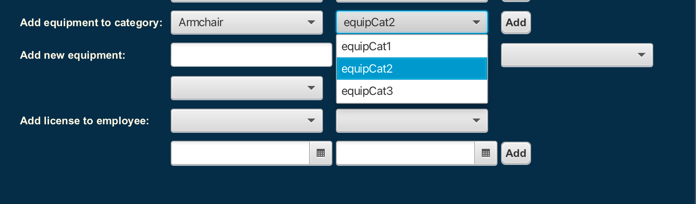 Add equipment to category: Armchair equipCat2 Add
equipCat1
Add new equipment:
equipCat2
equipCat3
Add license to employee:
Add